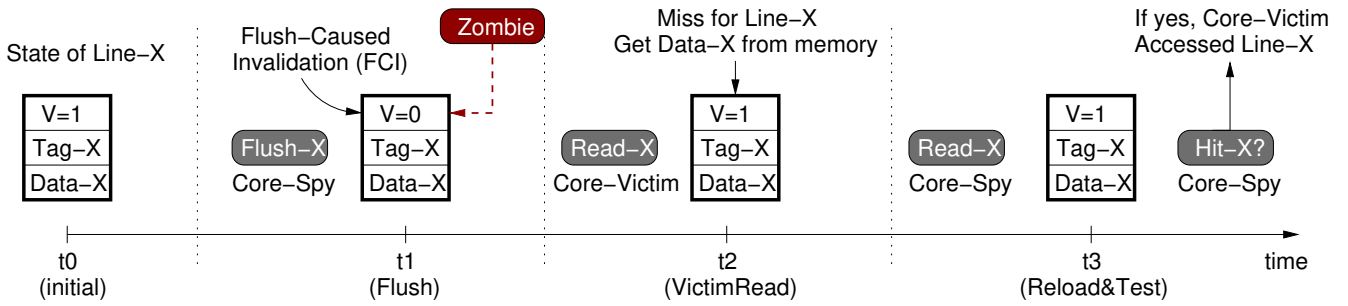 State of Line−X
V=1
Tag−X
Data−X
t0
(initial)
Flush−Caused
Invalidation (FCI)
Zombie
Flush−X
Core−Spy
V=0
Tag−X
Data−X
t1
(Flush)
Miss for Line−X
Get Data−X from memory
Read−X
Core−Victim
V=1
Tag−X
Data−X
t2
(VictimRead)
If yes, Core−Victim
Accessed Line−X
Read−X
Core−Spy
V=1
Tag−X
Data−X
Hit−X?
Core−Spy
t3
(Reload&Test)
time